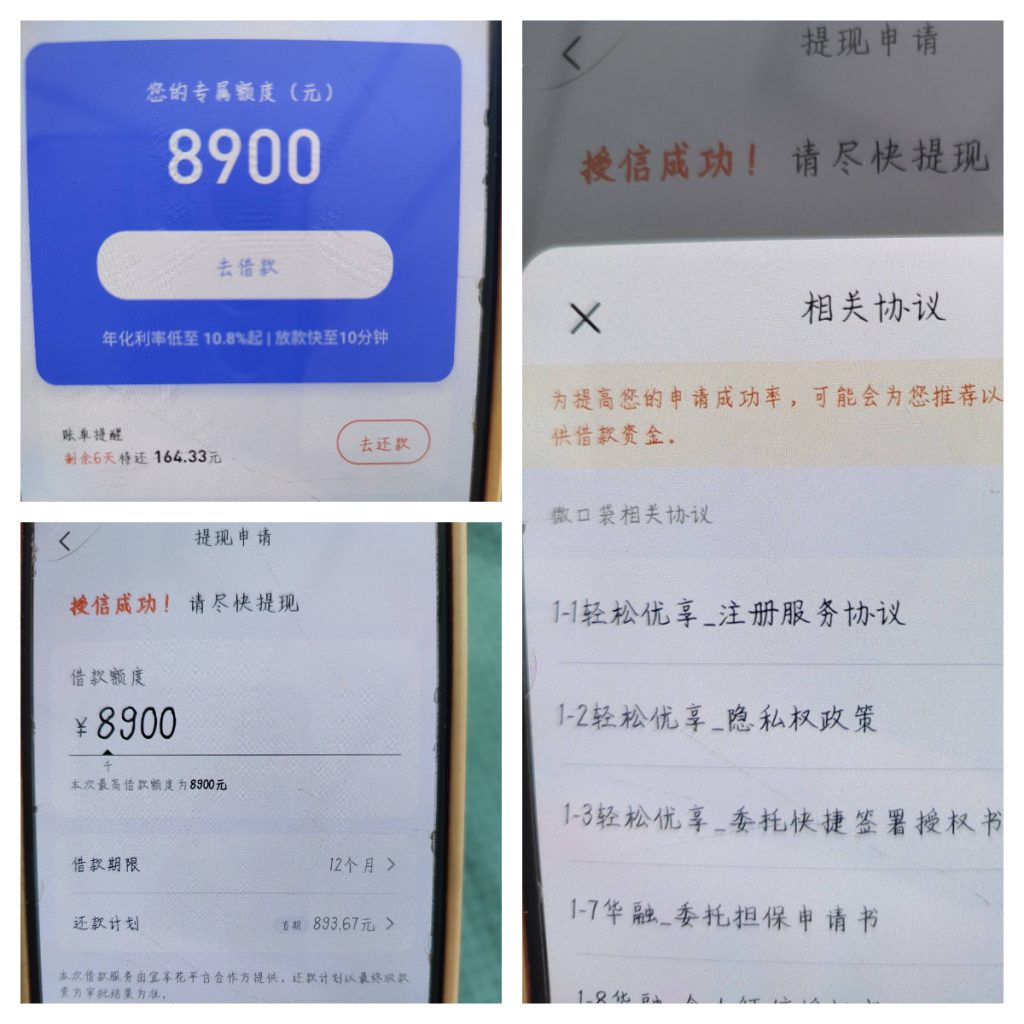 您的专属额度（元）
8900
去借款
年化利率低至 10.8%起 | 放款快至10分钟
账单提醒
剩余6天待还 164.33元
去还款
提现申请
授信成功！ 请尽快提现
借款额度
¥8900
千
本次最高借款额度为8900元
借款期限 12个月
还款计划 首期 893.67元
本次借款服务由宜享花平台合作方提供，还款计划以最终放款
资方审批结果为准。
提现申请
授信成功！ 请尽快提现
相关协议
为提高您的申请成功率，可能会为您推荐以
供借款资金。
微口袋相关协议
1-1轻松优享_注册服务协议
1-2轻松优享_隐私权政策
1-3轻松优享_委托快捷签署授权书
1-7华融_委托担保申请书
1-8华融